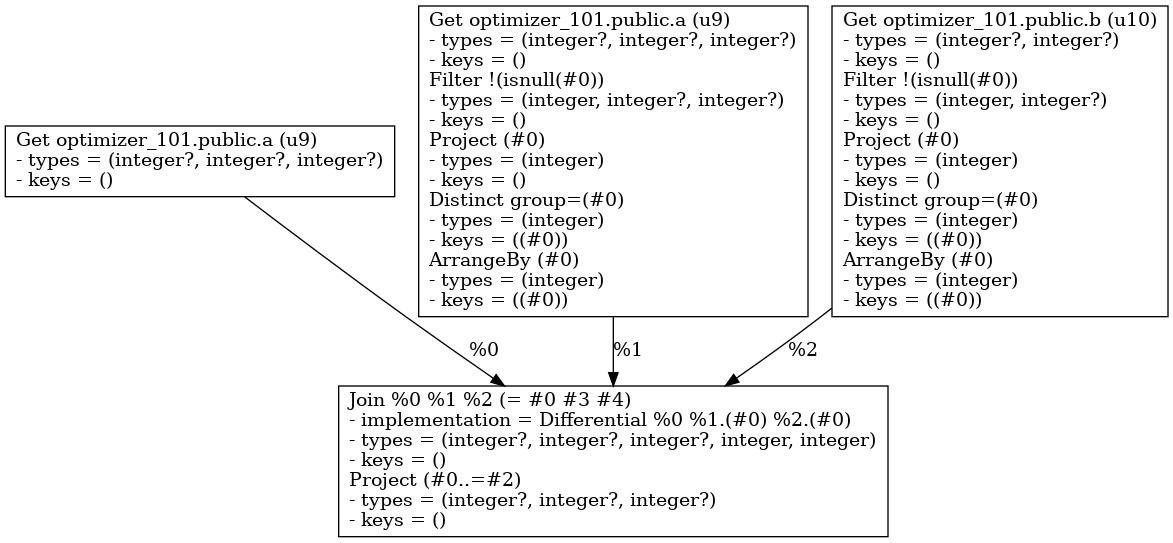 Get optimizer_101.public.a (u9)
- types = (integer?, integer?, integer?)
- keys = ()
Get optimizer_101.public.a (u9)
- types = (integer?, integer?, integer?)
- keys = ()
Filter !(isnull(#0))
- types = (integer, integer?, integer?)
- keys = ()
Project (#0)
- types = (integer)
- keys = ()
Distinct group=(#0)
- types = (integer)
- keys = ((#0))
ArrangeBy (#0)
- types = (integer)
- keys = ((#0))
Get optimizer_101.public.b (u10)
- types = (integer?, integer?)
- keys = ()
Filter !(isnull(#0))
- types = (integer, integer?)
- keys = ()
Project (#0)
- types = (integer)
- keys = ()
Distinct group=(#0)
- types = (integer)
- keys = ((#0))
ArrangeBy (#0)
- types = (integer)
- keys = ((#0))
%0
%1
%2
Join %0 %1 %2 (= #0 #3 #4)
- implementation = Differential %0 %1.(#0) %2.(#0)
- types = (integer?, integer?, integer?, integer, integer)
- keys = ()
Project (#0..=#2)
- types = (integer?, integer?, integer?)
- keys = ()